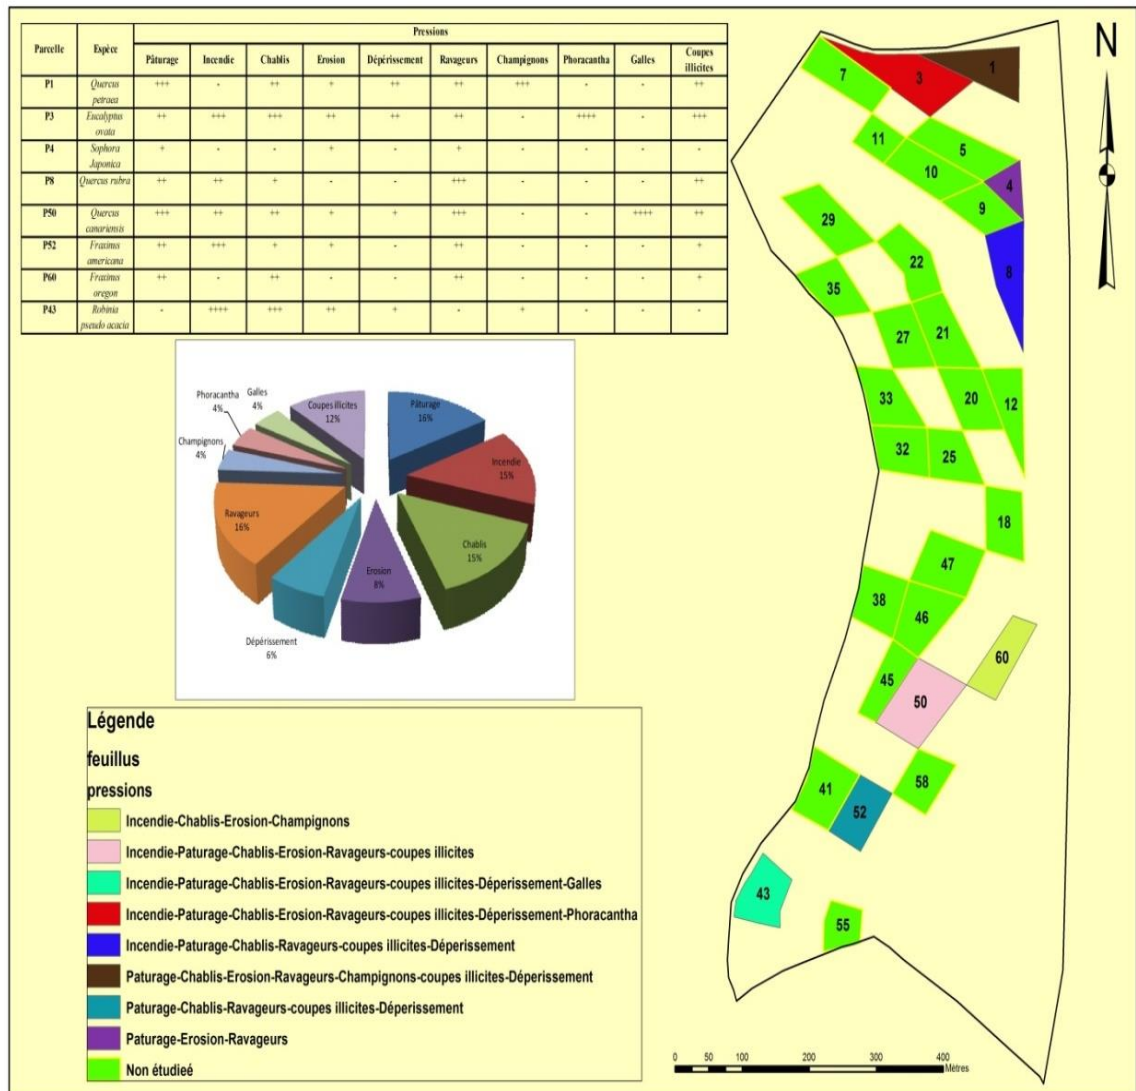 Pressions
Parcelle Espèce Pâturage Incendie Chablis Erosion Dépérissement Ravageurs Champignons Phoracantha Galles Coupes illicites
P1 Quercus petraea +++ - ++ + ++ ++ +++ - - ++
P3 Eucalyptus ovata ++ +++ +++ ++ ++ ++ - ++++ - +++
P4 Sophora Japonica + - - + - + - - - -
P8 Quercus rubra ++ ++ + - - +++ - - - ++
P50 Quercus canariensis +++ ++ ++ + + +++ - - ++++ ++
P52 Fraximus americana ++ +++ + + - ++ - - - +
P60 Fraximus oregon ++ - ++ - - ++ - - - +
P43 Robinia pseudo acacia - ++++ +++ ++ + - + - - -
Galles
4%
Phoracantha
4%
Champignons
4%
Coupes illicites
12%
Pâturage
16%
Incendie
15%
Chablis
15%
Erosion
8%
Dépérissement
6%
Ravageurs
16%
Légende
feuillus
pressions
Incendie-Chablis-Erosion-Champignons
Incendie-Paturage-Chablis-Erosion-Ravageurs-coupes illicites
Incendie-Paturage-Chablis-Erosion-Ravageurs-coupes illicites-Déperissement-Galles
Incendie-Paturage-Chablis-Erosion-Ravageurs-coupes illicites-Déperissement-Phoracantha
Incendie-Paturage-Chablis-Ravageurs-coupes illicites-Déperissement
Paturage-Chablis-Erosion-Ravageurs-Champignons-coupes illicites-Déperissement
Paturage-Chablis-Ravageurs-coupes illicites-Déperissement
Paturage-Erosion-Ravageurs
Non étudieé
N
7
3
1
11
5
10
4
9
29
22
8
35
27
21
33
20
12
32
25
18
47
38
46
60
45
50
41
58
52
43
55
0 50 100 200 300 400
Mètres